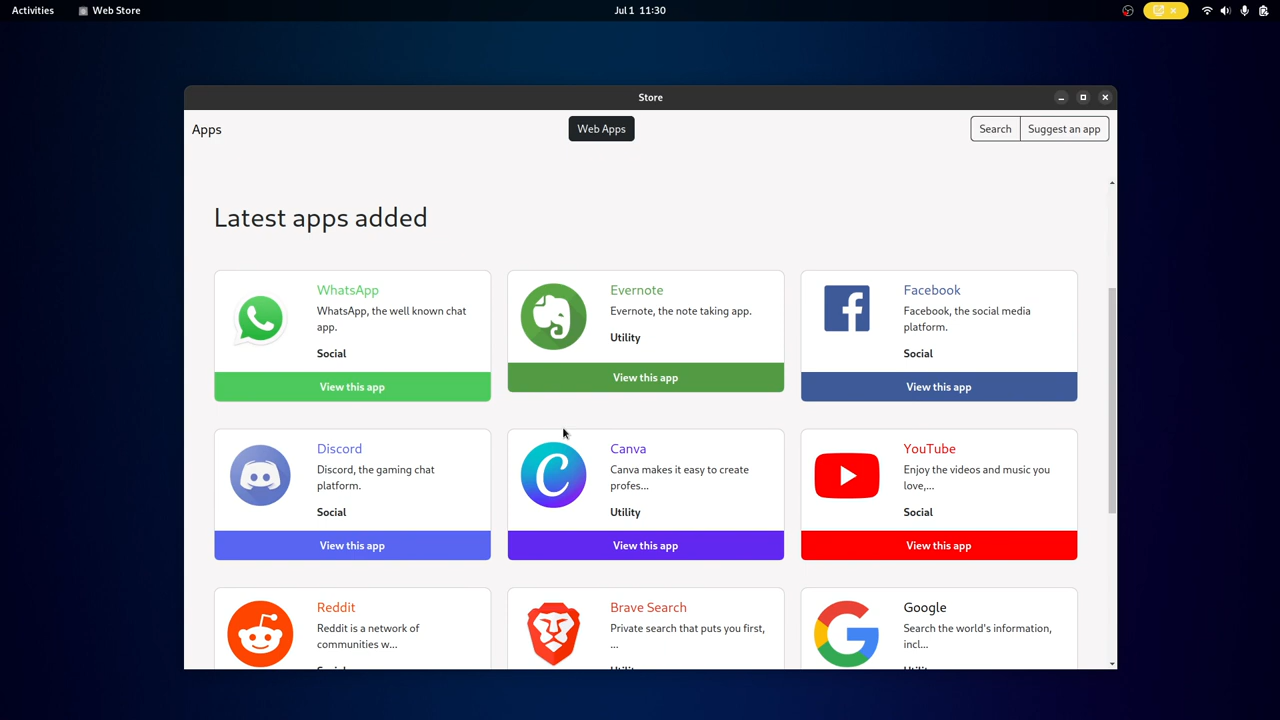 Activities
Web Store
Jul 1 11:30
Store
Apps
Web Apps
Search
Suggest an app
Latest apps added
WhatsApp
WhatsApp, the well known chat
app.
Social
View this app
Evernote
Evernote, the note taking app.
Utility
View this app
Facebook
Facebook, the social media
platform.
Social
View this app
Discord
Discord, the gaming chat
platform.
Social
View this app
Canva
Canva makes it easy to create
profes...
Utility
View this app
YouTube
Enjoy the videos and music you
love,...
Social
View this app
Reddit
Reddit is a network of
communities w...
Brave Search
Private search that puts you first,
...
Google
Search the world's information,
incl...